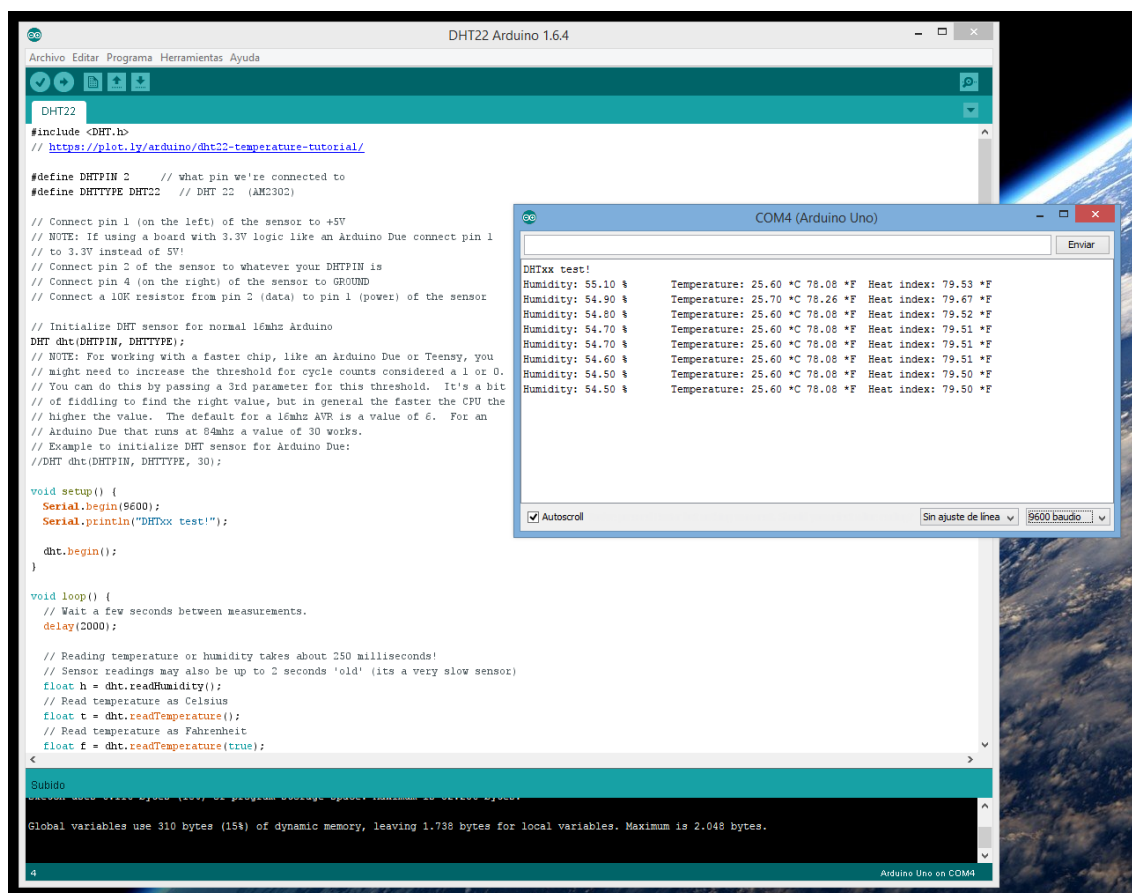 DHT22 Arduino 1.6.4
Archivo Editar Programa Herramientas Ayuda
DHT22
#include <DHT.h>
// https://plot.ly/arduino/dht22-temperature-tutorial/
#define DHTPIN 2     // what pin we're connected to
#define DHTTYPE DHT22   // DHT 22  (AM2302)
// Connect pin 1 (on the left) of the sensor to +5V
// NOTE: If using a board with 3.3V logic like an Arduino Due connect pin 1
// to 3.3V instead of 5V!
// Connect pin 2 of the sensor to whatever your DHTPIN is
// Connect pin 4 (on the right) of the sensor to GROUND
// Connect a 10K resistor from pin 2 (data) to pin 1 (power) of the sensor
// Initialize DHT sensor for normal 16mhz Arduino
DHT dht(DHTPIN, DHTTYPE);
// NOTE: For working with a faster chip, like an Arduino Due or Teensy, you
// might need to increase the threshold for cycle counts considered a 1 or 0.
// You can do this by passing a 3rd parameter for this threshold.  It's a bit
// of fiddling to find the right value, but in general the faster the CPU the
// higher the value.  The default for a 16mhz AVR is a value of 6.  For an
// Arduino Due that runs at 84mhz a value of 30 works.
// Example to initialize DHT sensor for Arduino Due:
//DHT dht(DHTPIN, DHTTYPE, 30);
void setup() {
  Serial.begin(9600);
  Serial.println("DHTxx test!");
  dht.begin();
}
void loop() {
  // Wait a few seconds between measurements.
  delay(2000);
  // Reading temperature or humidity takes about 250 milliseconds!
  // Sensor readings may also be up to 2 seconds 'old' (its a very slow sensor)
  float h = dht.readHumidity();
  // Read temperature as Celsius
  float t = dht.readTemperature();
  // Read temperature as Fahrenheit
  float f = dht.readTemperature(true);
Subido
Global variables use 310 bytes (15%) of dynamic memory, leaving 1.738 bytes for local variables. Maximum is 2.048 bytes.
4
Arduino Uno on COM4
COM4 (Arduino Uno)
Enviar
DHTxx test!
Humidity: 55.10 %       Temperature: 25.60 *C 78.08 *F  Heat index: 79.53 *F
Humidity: 54.90 %       Temperature: 25.70 *C 78.26 *F  Heat index: 79.67 *F
Humidity: 54.80 %       Temperature: 25.60 *C 78.08 *F  Heat index: 79.52 *F
Humidity: 54.70 %       Temperature: 25.60 *C 78.08 *F  Heat index: 79.51 *F
Humidity: 54.70 %       Temperature: 25.60 *C 78.08 *F  Heat index: 79.51 *F
Humidity: 54.60 %       Temperature: 25.60 *C 78.08 *F  Heat index: 79.51 *F
Humidity: 54.50 %       Temperature: 25.60 *C 78.08 *F  Heat index: 79.50 *F
Humidity: 54.50 %       Temperature: 25.60 *C 78.08 *F  Heat index: 79.50 *F
Autoscroll
Sin ajuste de línea
9600 baudio